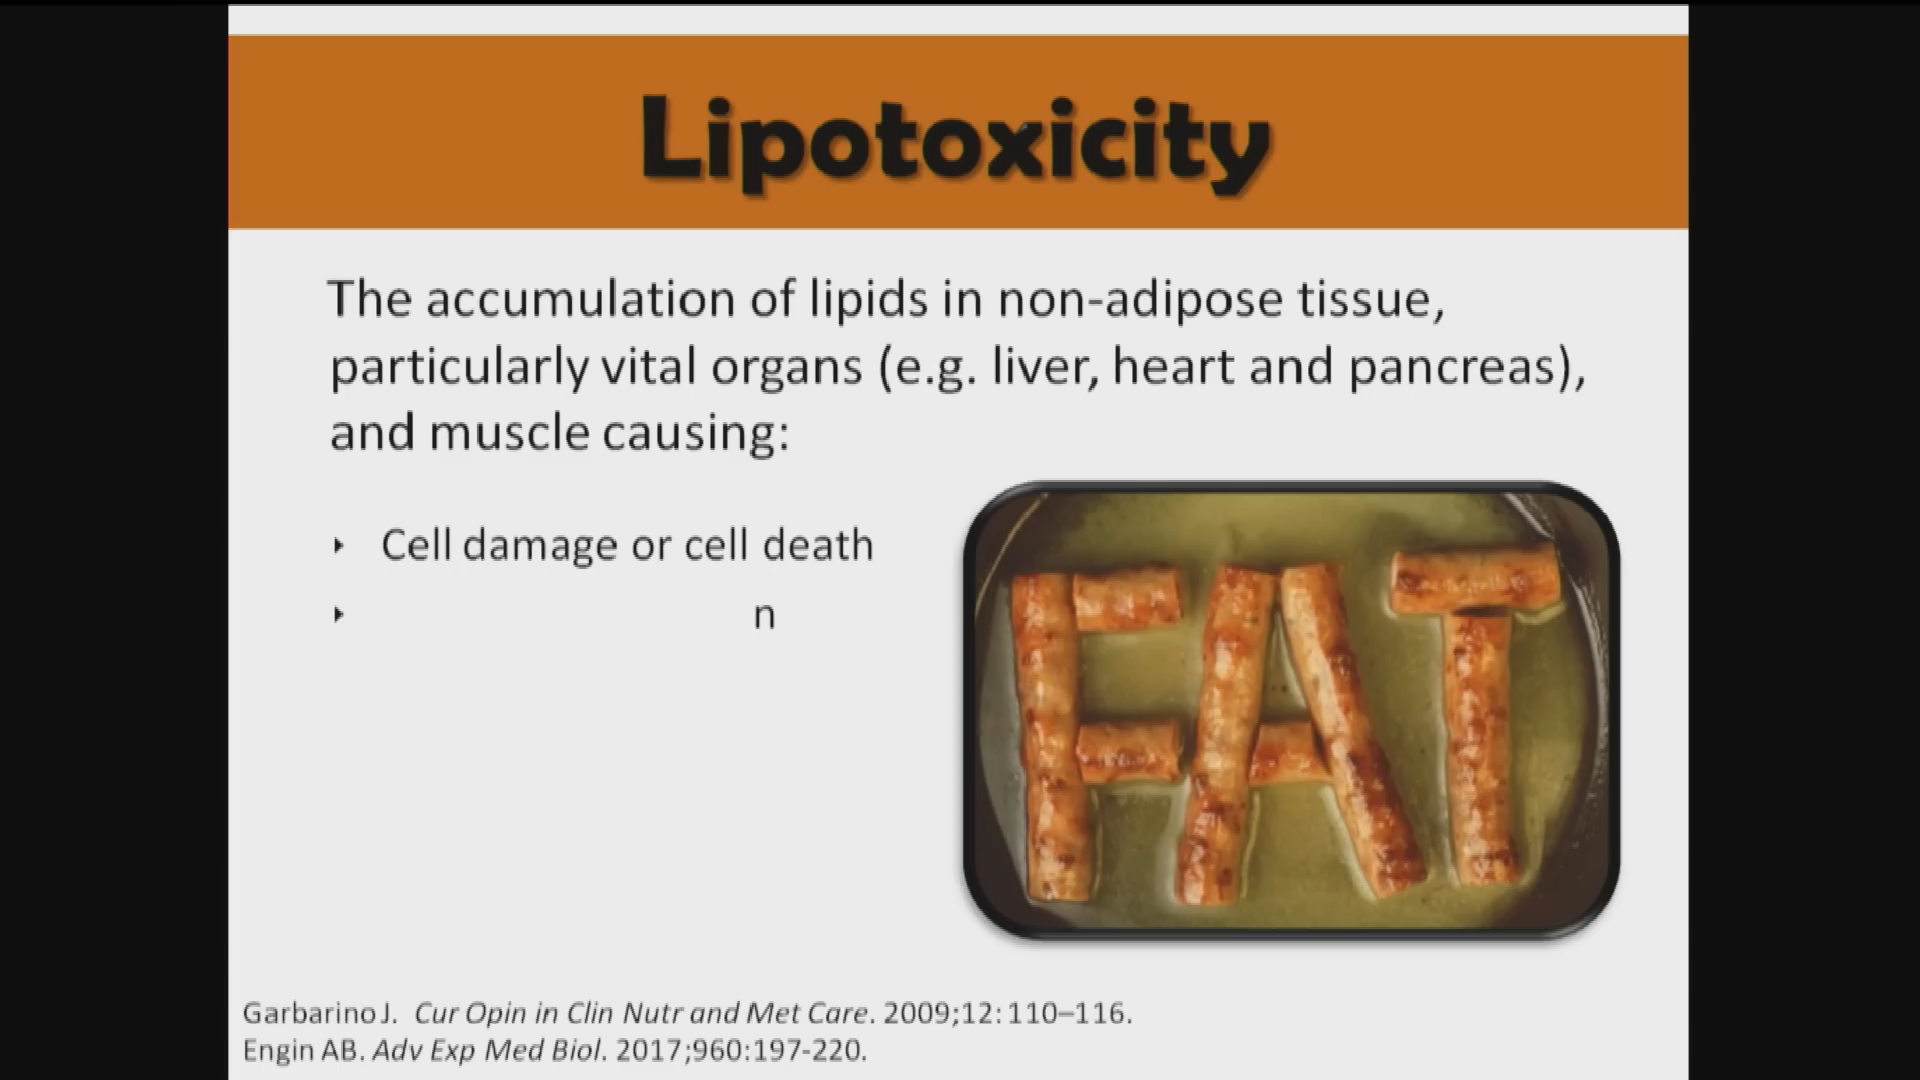 Lipotoxicity
The accumulation of lipids in non-adipose tissue,
particularly vital organs (e.g. liver, heart and pancreas),
and muscle causing:
‣ Cell damage or cell death
‣ n
FAT
Garbarino J. Cur Opin in Clin Nutr and Met Care. 2009;12:110–116.
Engin AB. Adv Exp Med Biol. 2017;960:197-220.